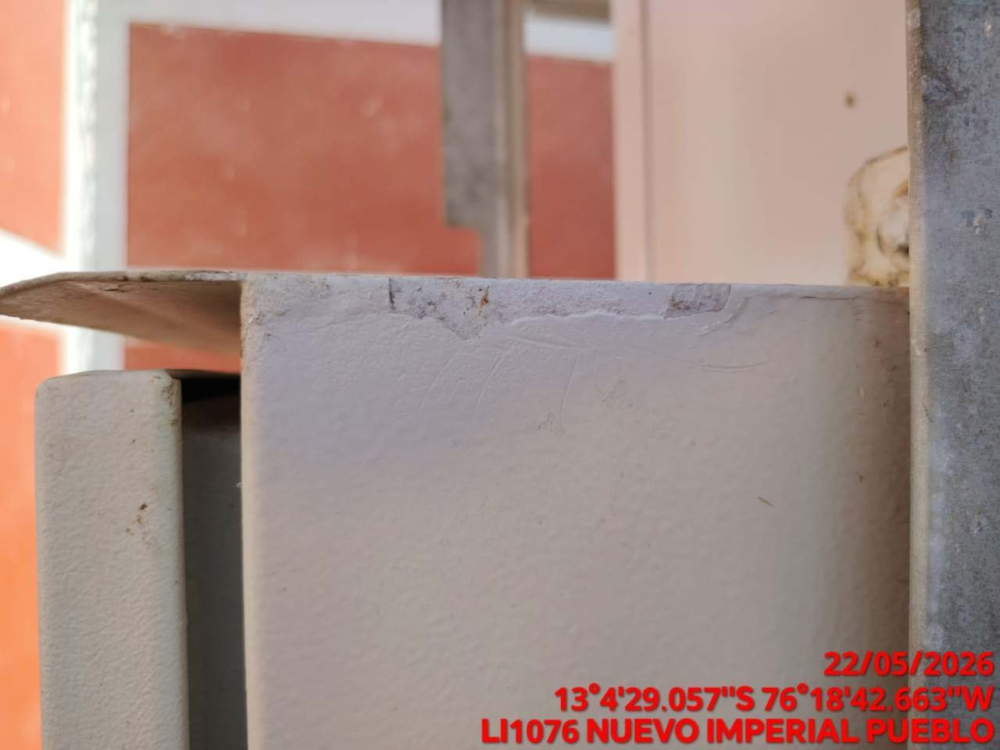 22/05/2026
13°4'29.057"S 76°18'42.663"W
LI1076 NUEVO IMPERIAL PUEBLO